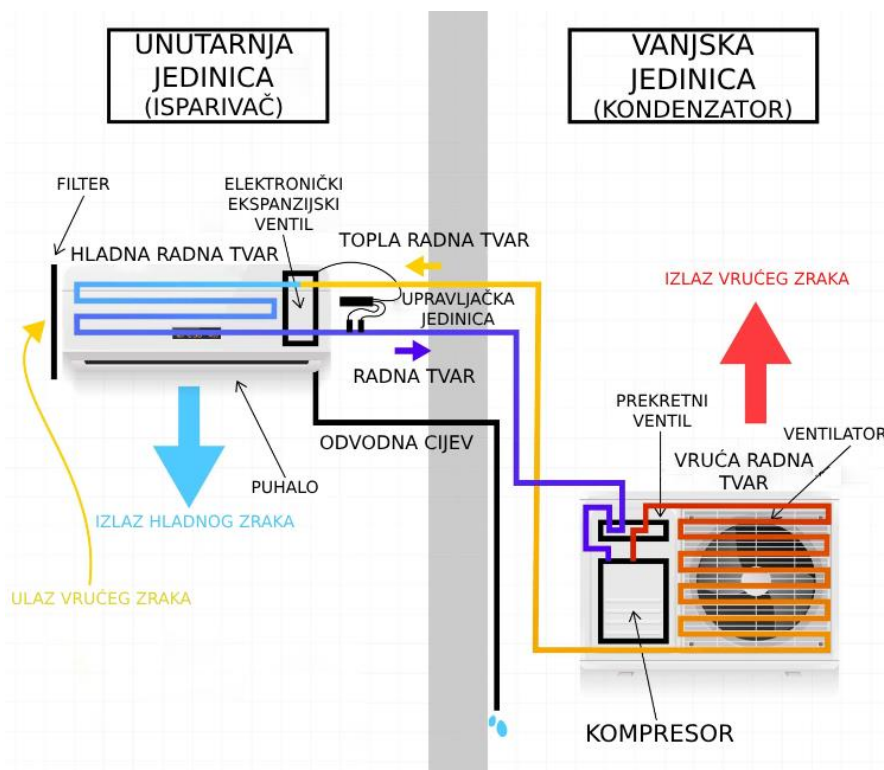 UNUTARNJA
JEDINICA
(ISPARIVAČ)
VANJSKA
JEDINICA
(KONDENZATOR)
FILTER
ELEKTRONIČKI
EKSPANZIJSKI
VENTIL
HLADNA RADNA TVAR
TOPLA RADNA TVAR
UPRAVLJAČKA
JEDINICA
RADNA TVAR
ODVODNA CIJEV
PUHALO
IZLAZ HLADNOG ZRAKA
ULAZ VRUĆEG ZRAKA
IZLAZ VRUĆEG ZRAKA
PREKRETNI
VENTIL
VENTILATOR
VRUĆA RADNA
TVAR
KOMPRESOR